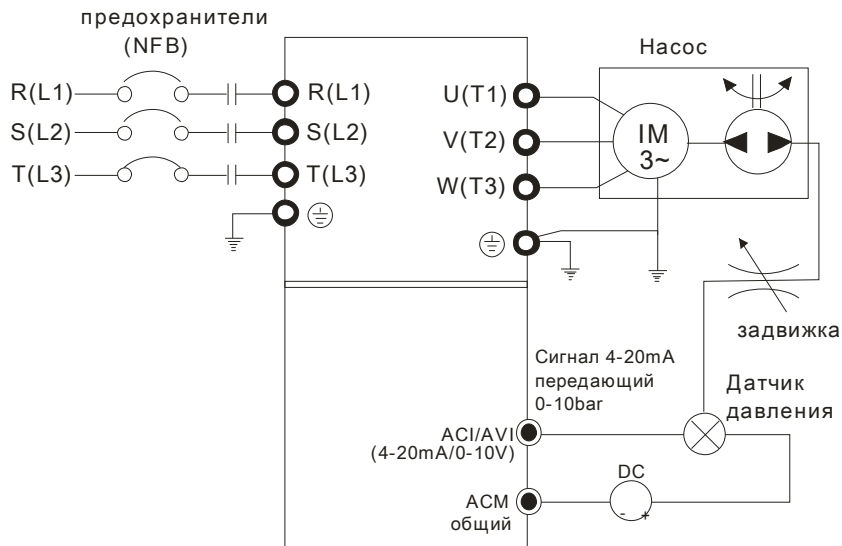 предохранители
(NFB)
Насос
R(L1)
R(L1)
U(T1)
S(L2)
S(L2)
V(T2)
IM
3~
T(L3)
T(L3)
W(T3)
задвижка
Сигнал 4-20mA
передающий
0-10bar
Датчик
давления
ACI/AVI
(4-20mA/0-10V)
DC
- +
ACM
общий